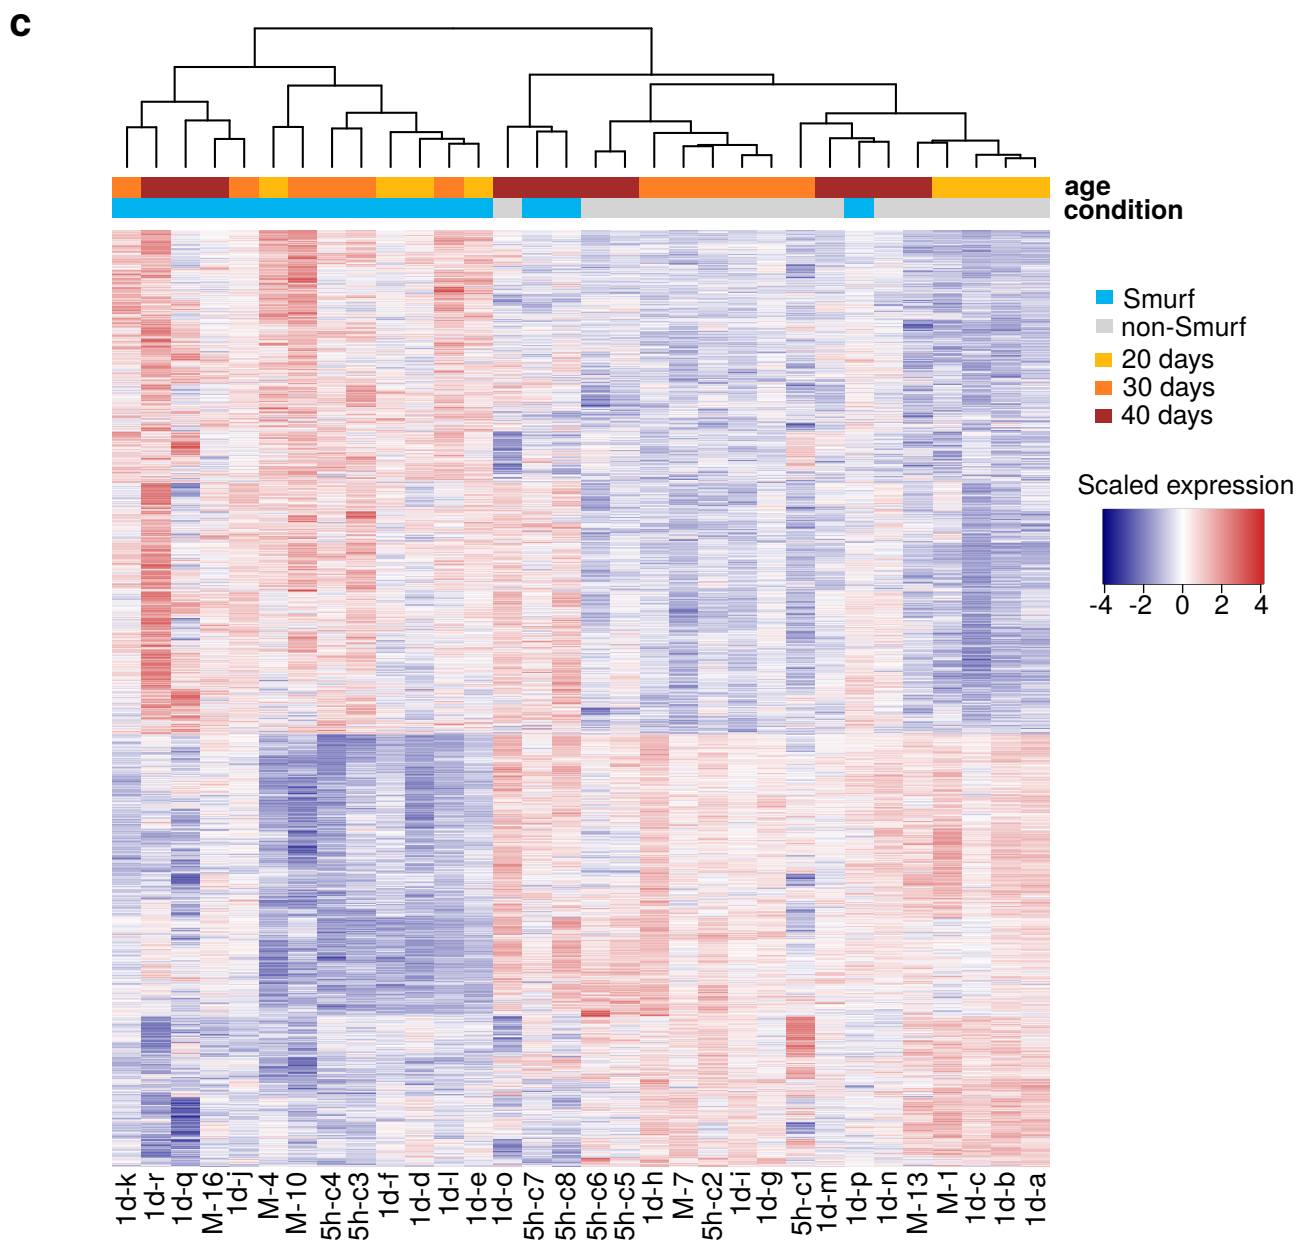 c
age
condition
Smurf
non-Smurf
20 days
30 days
40 days
Scaled expression
-4 -2 0 2 4
1d-k 1d-r 1d-q M-16 1d-j M-4 M-10 5h-c4 5h-c3 1d-f 1d-d 1d-l 1d-e 1d-o 5h-c7 5h-c8 5h-c6 5h-c5 1d-h M-7 5h-c2 1d-i 1d-g 5h-c1 1d-m 1d-p 1d-n M-13 M-1 1d-c 1d-b 1d-a